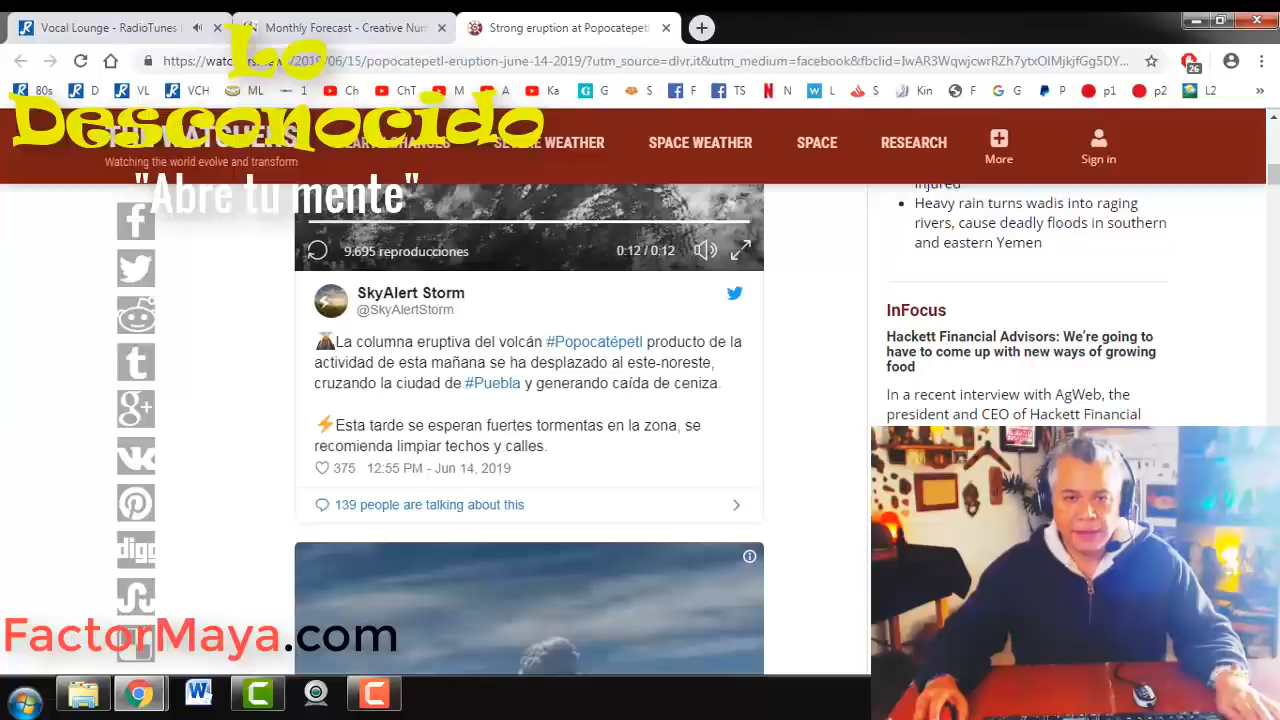 Vocal Lounge - RadioTunes
Monthly Forecast - Creative Num
Strong eruption at Popocatepetl
2019/06/15/popocatepetl-eruption-june-14-2019/?utm_source=dlvr.it&utm_medium=facebook&fbclid=
26
80s
D
VL
VCH
ML
1
Ch
ChT
M
A
Ka
G
S
F
F
TS
N
W
L
S
Kin
F
G
P
p1
p2
L2
»
Lo
Desconocido
"Abre tu mente"
THE WATCHERS
Watching the world evolve and transform
EARTH CHANGES
SEVERE WEATHER
SPACE WEATHER
SPACE
RESEARCH
More
Sign in
9.695 reproducciones
0:12 / 0:12
SkyAlert Storm
@SkyAlertStorm
La columna eruptiva del volcán #Popocatépetl producto de la
actividad de esta mañana se ha desplazado al este-noreste,
cruzando la ciudad de #Puebla y generando caída de ceniza.
Esta tarde se esperan fuertes tormentas en la zona, se
recomienda limpiar techos y calles.
375 12:55 PM - Jun 14, 2019
139 people are talking about this
injured
Heavy rain turns wadis into raging
rivers, cause deadly floods in southern
and eastern Yemen
InFocus
Hackett Financial Advisors: We're going to
have to come up with new ways of growing
food
In a recent interview with AgWeb, the
president and CEO of Hackett Financial
digg
FactorMaya.com